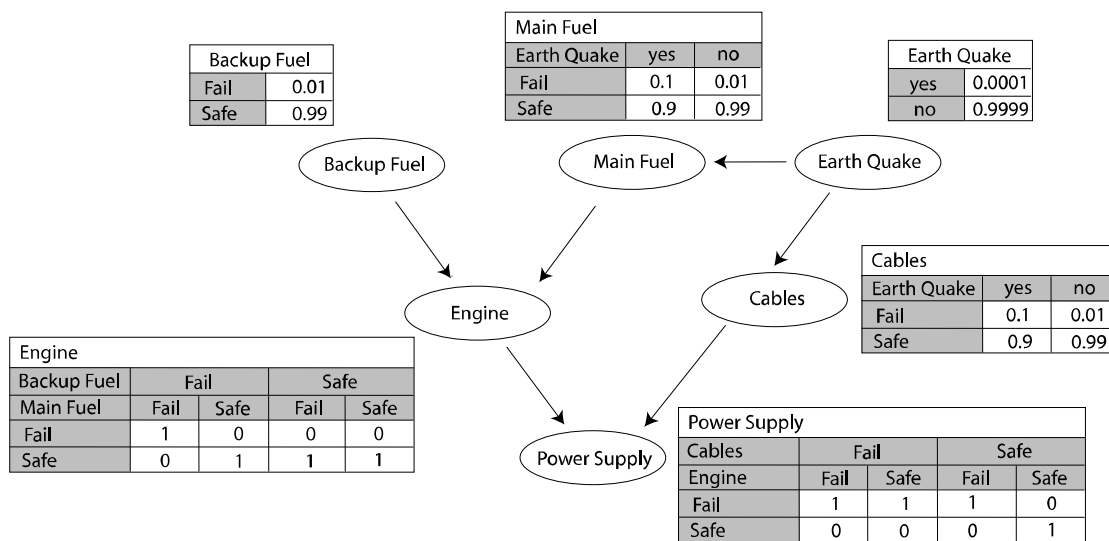 Main Fuel
Earth Quake yes no
Fail 0.1 0.01
Safe 0.9 0.99
Backup Fuel
Fail 0.01
Safe 0.99
Earth Quake
yes 0.0001
no 0.9999
Backup Fuel
Main Fuel
Earth Quake
Engine
Cables
Cables
Earth Quake yes no
Fail 0.1 0.01
Safe 0.9 0.99
Engine
Backup Fuel Fail Safe
Main Fuel Fail Safe Fail Safe
Fail 1 0 0 0
Safe 0 1 1 1
Power Supply
Power Supply
Cables Fail Safe
Engine Fail Safe Fail Safe
Fail 1 1 1 0
Safe 0 0 0 1